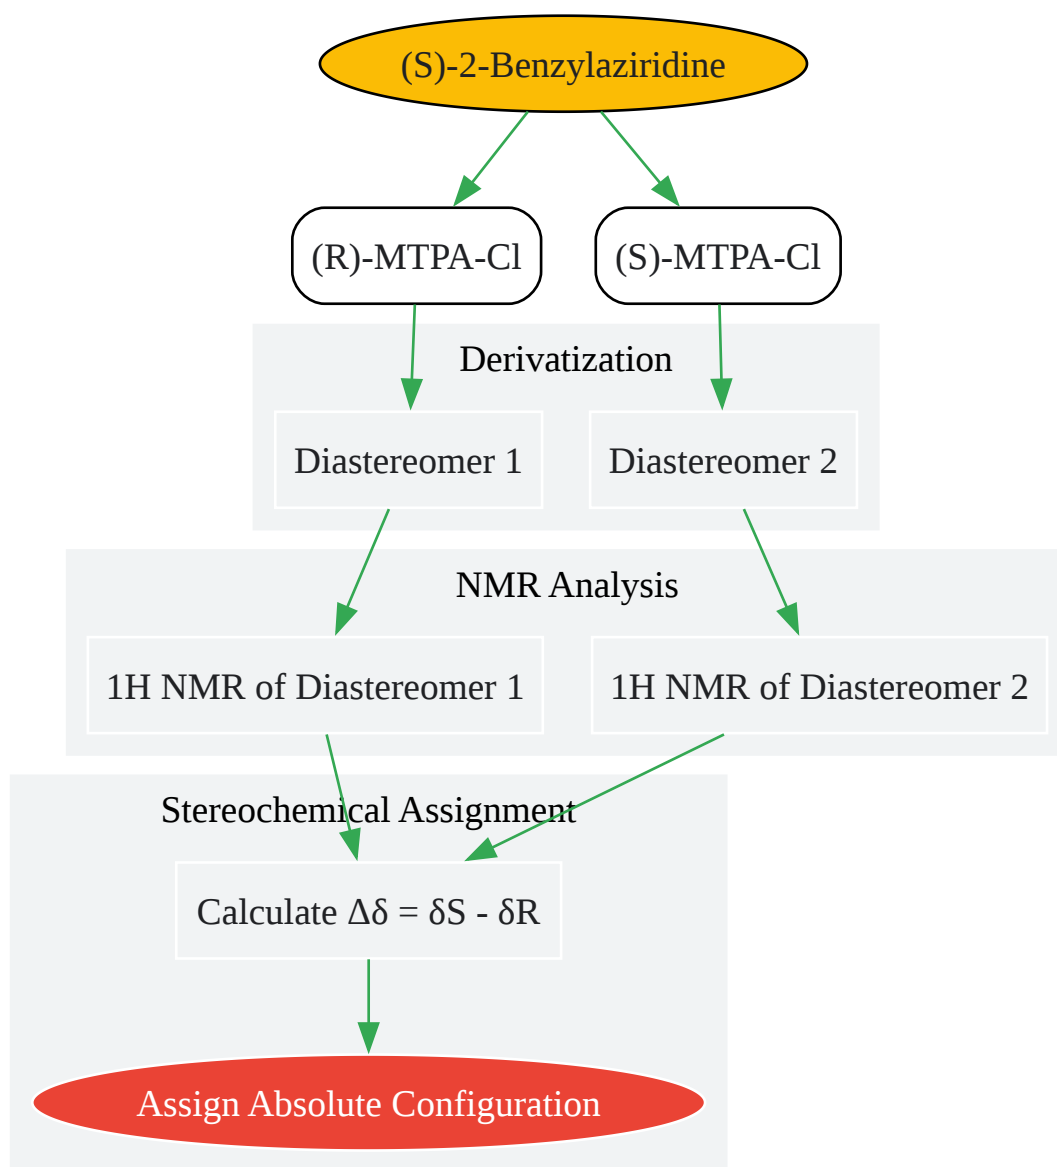 (S)-2-Benzylaziridine
(R)-MTPA-Cl
(S)-MTPA-Cl
Derivatization
Diastereomer 1
Diastereomer 2
NMR Analysis
1H NMR of Diastereomer 1
1H NMR of Diastereomer 2
Stereochemical Assignment
Calculate Δδ = δS - δR
Assign Absolute Configuration